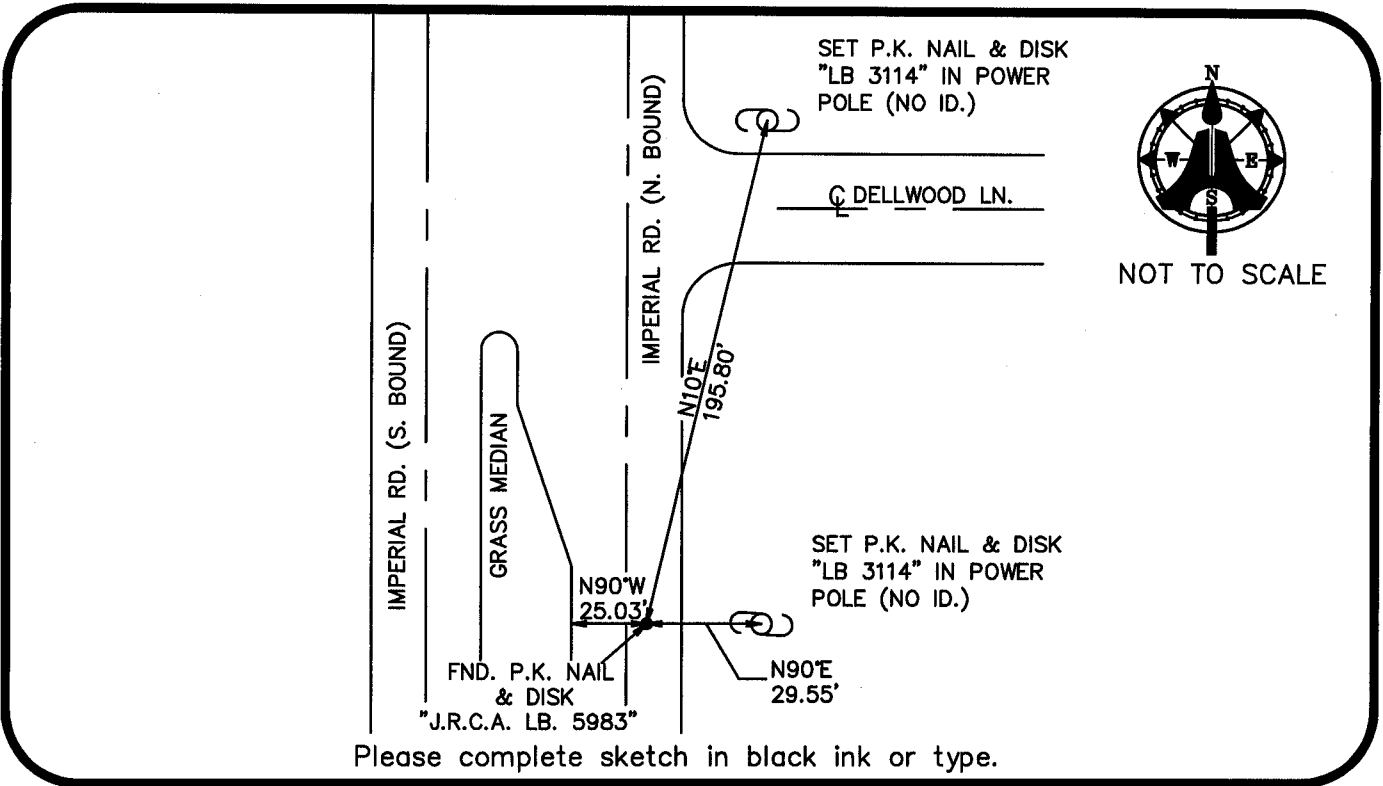 SET P.K. NAIL & DISK
"LB 3114" IN POWER
POLE (NO ID.)
N
W
E
S
NOT TO SCALE
IMPERIAL RD. (N. BOUND)
℄ DELLWOOD LN.
IMPERIAL RD. (S. BOUND)
GRASS MEDIAN
N10°E
195.80'
SET P.K. NAIL & DISK
"LB 3114" IN POWER
POLE (NO ID.)
N90°W
25.03'
N90°E
29.55'
FND. P.K. NAIL
& DISK
"J.R.C.A. LB. 5983"
Please complete sketch in black ink or type.